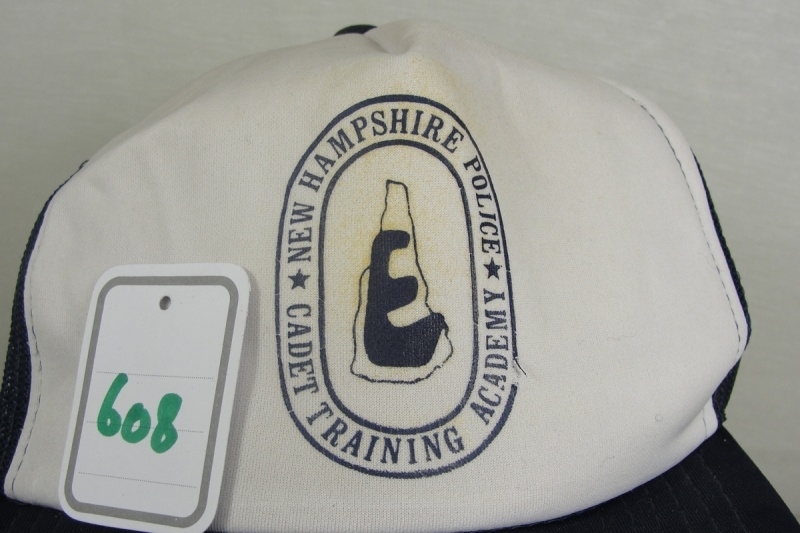 NEW HAMPSHIRE POLICE
★ CADET TRAINING ACADEMY ★
E
608